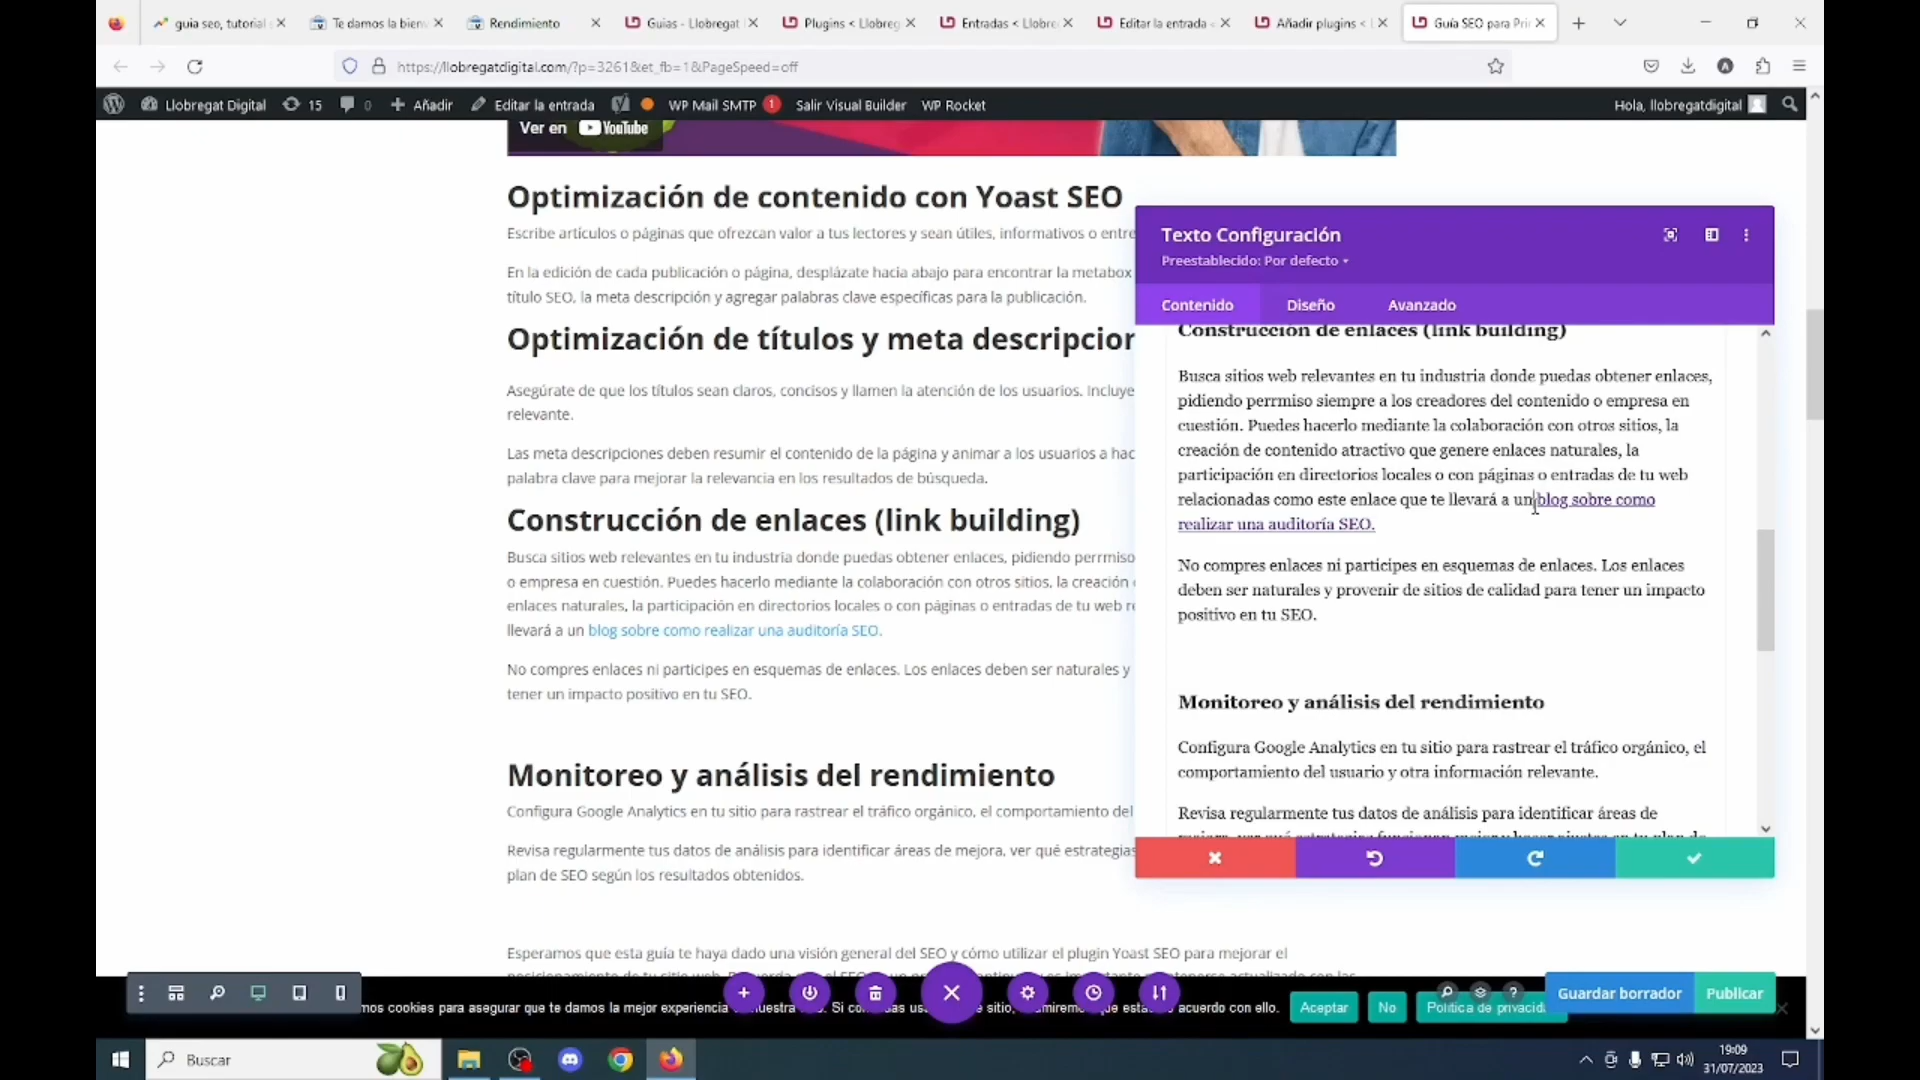 guia seo, tutorial
Te damos la bien
Rendimiento
Guias - Llobregat
Plugins < Llobreg
Entradas < Llobre
Editar la entrada
Añadir plugins <
Guía SEO para Prin
https://llobregatdigital.com/?p=3261&et_fb=1&PageSpeed=off
Llobregat Digital
15
0
Añadir
Editar la entrada
WP Mail SMTP
1
Salir Visual Builder
WP Rocket
Hola, llobregatdigital
Ver en YouTube
Optimización de contenido con Yoast SEO
Escribe artículos o páginas que ofrezcan valor a tus lectores y sean útiles, informativos o entre
En la edición de cada publicación o página, desplázate hacia abajo para encontrar la metabox
título SEO, la meta descripción y agregar palabras clave específicas para la publicación.
Optimización de títulos y meta descripcior
Asegúrate de que los títulos sean claros, concisos y llamen la atención de los usuarios. Incluye
relevante.
Las meta descripciones deben resumir el contenido de la página y animar a los usuarios a hac
palabra clave para mejorar la relevancia en los resultados de búsqueda.
Construcción de enlaces (link building)
Busca sitios web relevantes en tu industria donde puedas obtener enlaces, pidiendo perrmiso
o empresa en cuestión. Puedes hacerlo mediante la colaboración con otros sitios, la creación
enlaces naturales, la participación en directorios locales o con páginas o entradas de tu web re
llevará a un blog sobre como realizar una auditoría SEO.
No compres enlaces ni participes en esquemas de enlaces. Los enlaces deben ser naturales y
tener un impacto positivo en tu SEO.
Monitoreo y análisis del rendimiento
Configura Google Analytics en tu sitio para rastrear el tráfico orgánico, el comportamiento del
Revisa regularmente tus datos de análisis para identificar áreas de mejora, ver qué estrategias
plan de SEO según los resultados obtenidos.
Esperamos que esta guía te haya dado una visión general del SEO y cómo utilizar el plugin Yoast SEO para mejorar el
Texto Configuración
Preestablecido: Por defecto
Contenido
Diseño
Avanzado
Construcción de enlaces (link building)
Busca sitios web relevantes en tu industria donde puedas obtener enlaces,
pidiendo perrmiso siempre a los creadores del contenido o empresa en
cuestión. Puedes hacerlo mediante la colaboración con otros sitios, la
creación de contenido atractivo que genere enlaces naturales, la
participación en directorios locales o con páginas o entradas de tu web
relacionadas como este enlace que te llevará a un blog sobre como
realizar una auditoría SEO.
No compres enlaces ni participes en esquemas de enlaces. Los enlaces
deben ser naturales y provenir de sitios de calidad para tener un impacto
positivo en tu SEO.
Monitoreo y análisis del rendimiento
Configura Google Analytics en tu sitio para rastrear el tráfico orgánico, el
comportamiento del usuario y otra información relevante.
Revisa regularmente tus datos de análisis para identificar áreas de
mos cookies para asegurar que te damos la mejor experiencia
sitio,
acuerdo con ello.
Aceptar
No
Política de privacid
Guardar borrador
Publicar
Buscar
19:09
31/07/2023